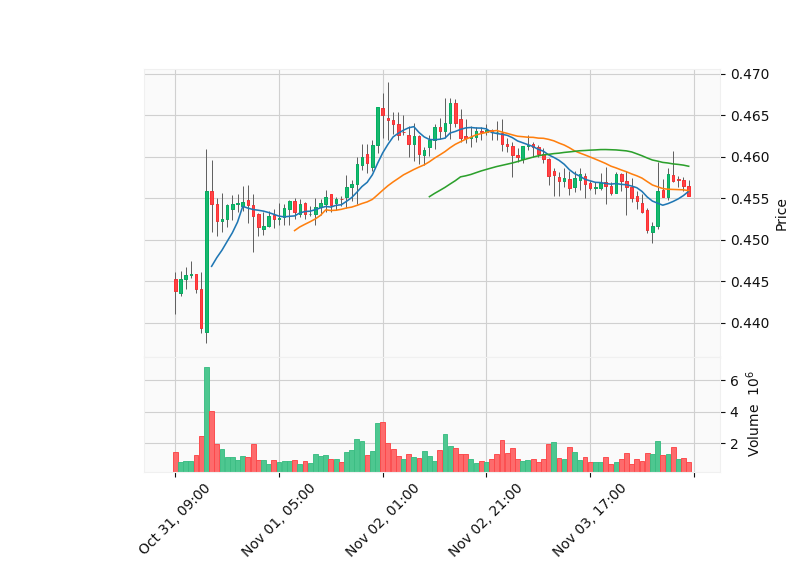 0.470
0.465
0.460
0.455
0.450
0.445
0.440
Price
6
4
2
Volume 10^6
Oct 31, 09:00
Nov 01, 05:00
Nov 02, 01:00
Nov 02, 21:00
Nov 03, 17:00